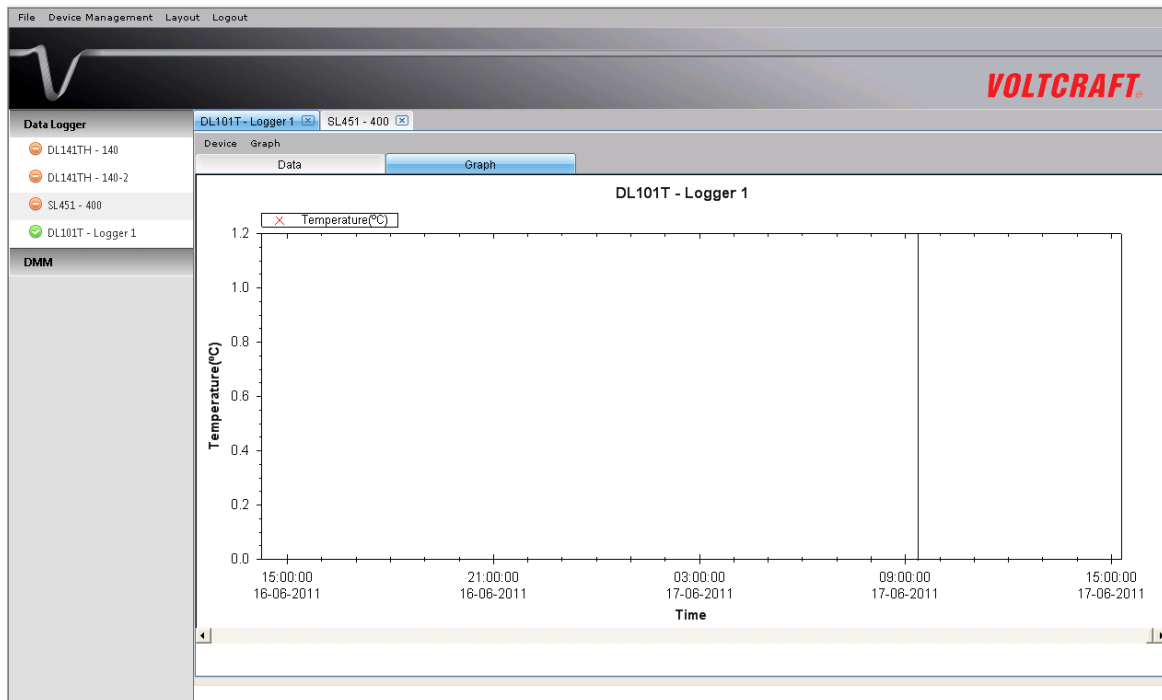 File Device Management Layout Logout
VOLTCRAFT®
Data Logger
DL141TH - 140
DL141TH - 140-2
SL451 - 400
DL101T - Logger 1
DMM
DL101T - Logger 1 SL451 - 400
Device Graph
Data Graph
DL101T - Logger 1
Temperature(ºC)
1.2
1.0
0.8
0.6
0.4
0.2
0.0
Temperature(ºC)
15:00:00 21:00:00 03:00:00 09:00:00 15:00:00
16-06-2011 16-06-2011 17-06-2011 17-06-2011 17-06-2011
Time